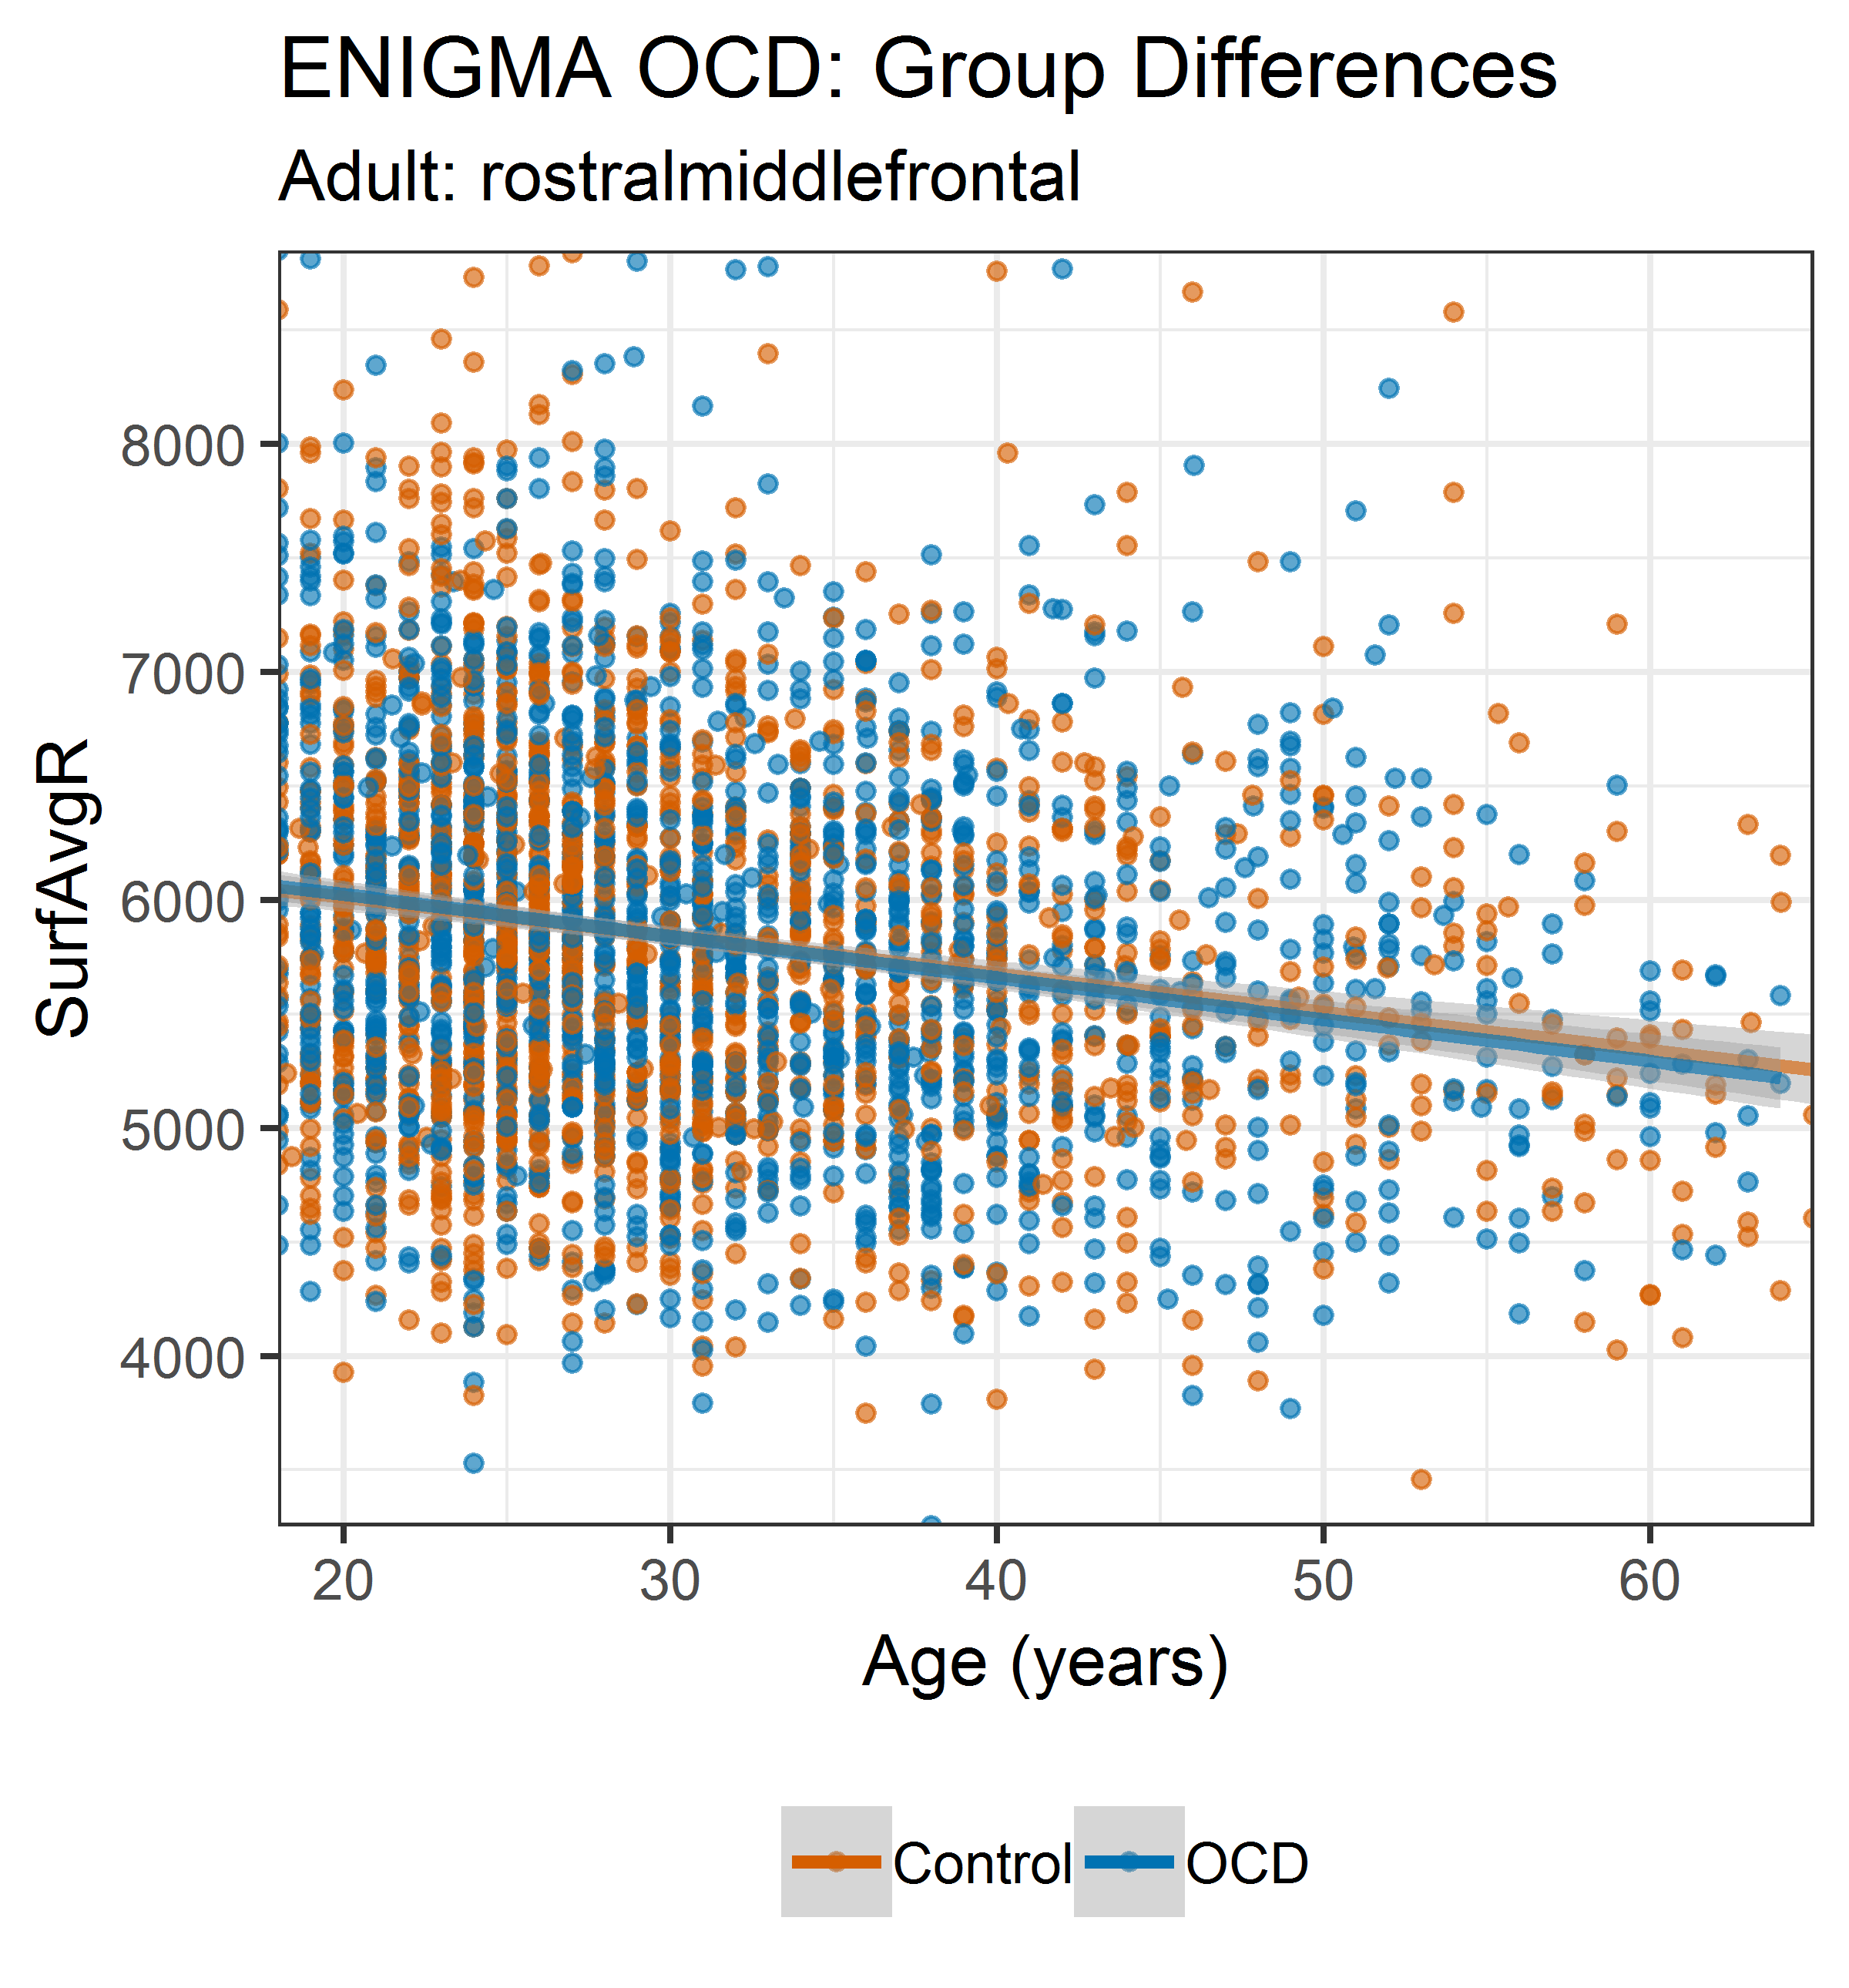 ENIGMA OCD: Group Differences
Adult: rostralmiddlefrontal
SurfAvgR
8000
7000
6000
5000
4000
20 30 40 50 60
Age (years)
Control OCD